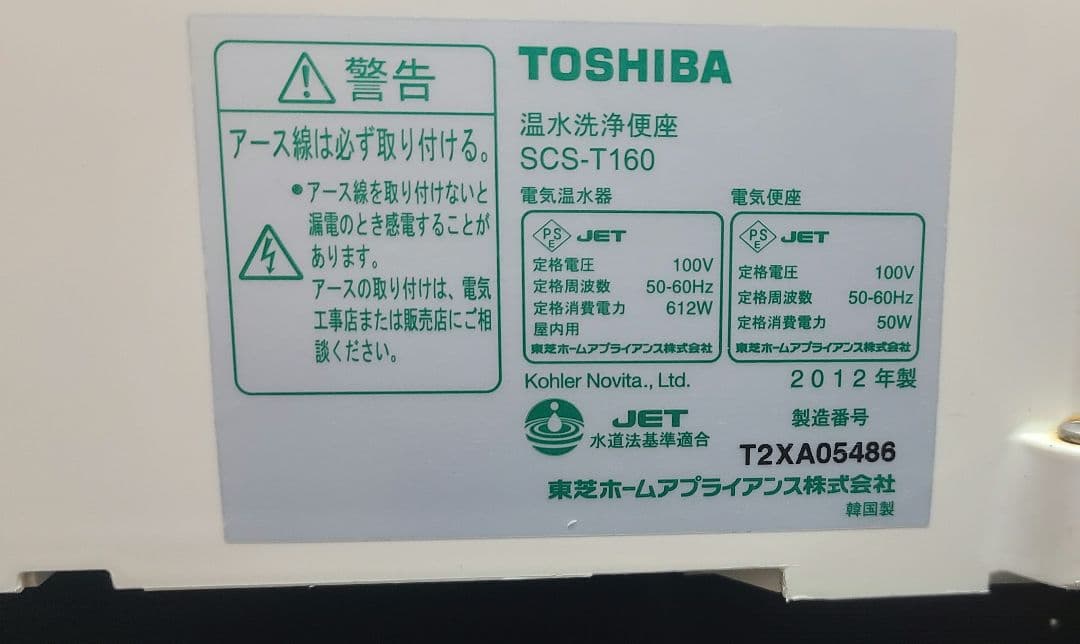 警告
アース線は必ず取り付ける。
●アース線を取り付けないと
漏電のとき感電することが
あります。
アースの取り付けは、電気
工事店または販売店にご相
談ください。
TOSHIBA
温水洗浄便座
SCS-T160
電気温水器
PS
E
JET
定格電圧 100V
定格周波数 50-60Hz
定格消費電力 612W
屋内用
東芝ホームアプライアンス株式会社
電気便座
PS
E
JET
定格電圧 100V
定格周波数 50-60Hz
定格消費電力 50W
東芝ホームアプライアンス株式会社
Kohler Novita., Ltd.
2012年製
JET
水道法基準適合
製造番号
T2XA05486
東芝ホームアプライアンス株式会社
韓国製